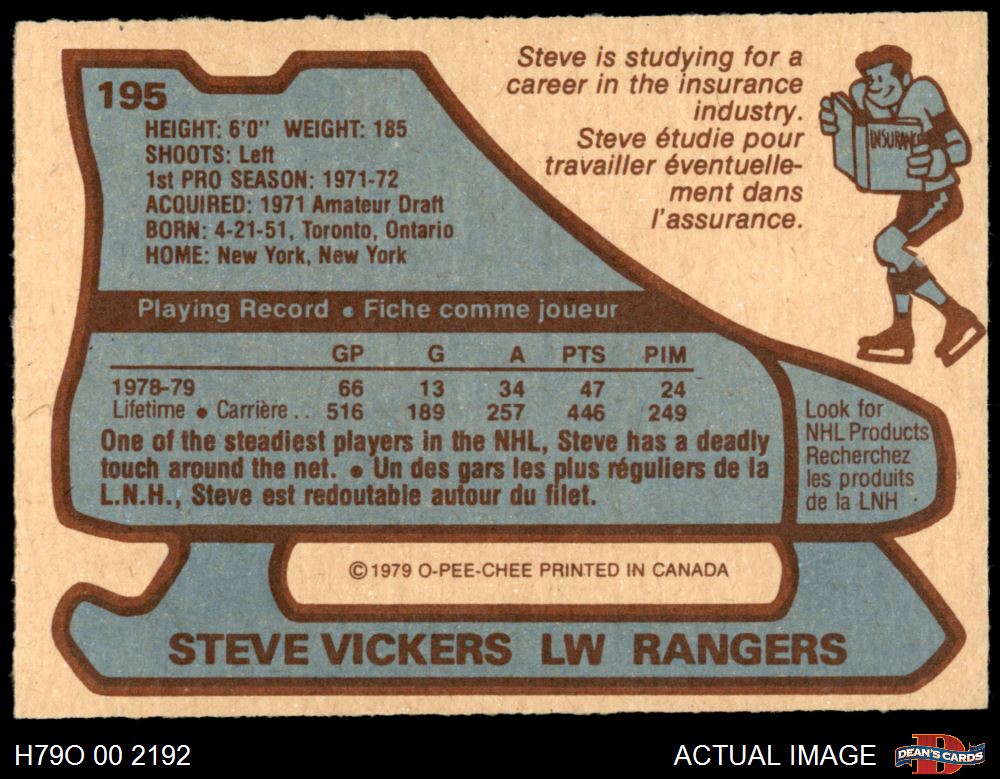 195
HEIGHT: 6'0" WEIGHT: 185
SHOOTS: Left
1st PRO SEASON: 1971-72
ACQUIRED: 1971 Amateur Draft
BORN: 4-21-51, Toronto, Ontario
HOME: New York, New York
Steve is studying for a
career in the insurance
industry.
Steve étudie pour
travailler éventuelle-
ment dans
l'assurance.
INSURANCE
Playing Record • Fiche comme joueur
GP G A PTS PIM
1978-79 66 13 34 47 24
Lifetime • Carrière .. 516 189 257 446 249
One of the steadiest players in the NHL, Steve has a deadly
touch around the net. • Un des gars les plus réguliers de la
L.N.H., Steve est redoutable autour du filet.
Look for
NHL Products
Recherchez
les produits
de la LNH
©1979 O-PEE-CHEE PRINTED IN CANADA
STEVE VICKERS LW RANGERS
H79O 00 2192
ACTUAL IMAGE
D
DEAN'S CARDS